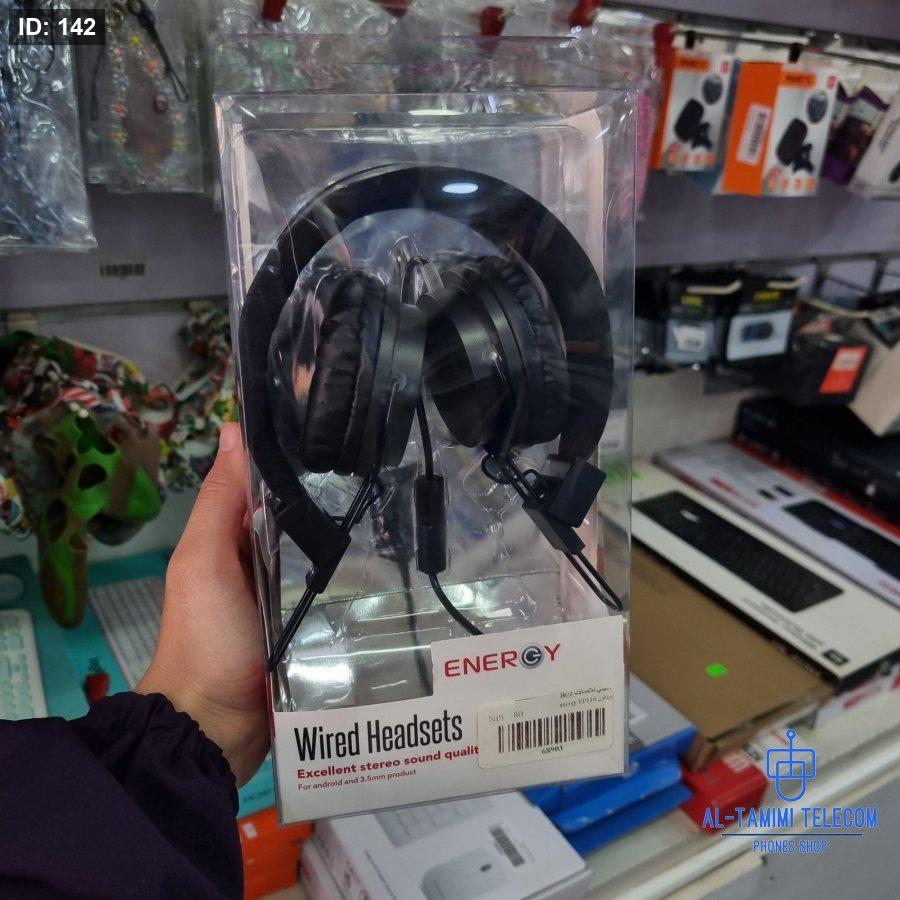 ID: 142
ENERGY
Wired Headsets
Excellent stereo sound qualit
For android and 3.5mm product
NIS 80
68903
AL-TAMIMI TELECOM
PHONES SHOP